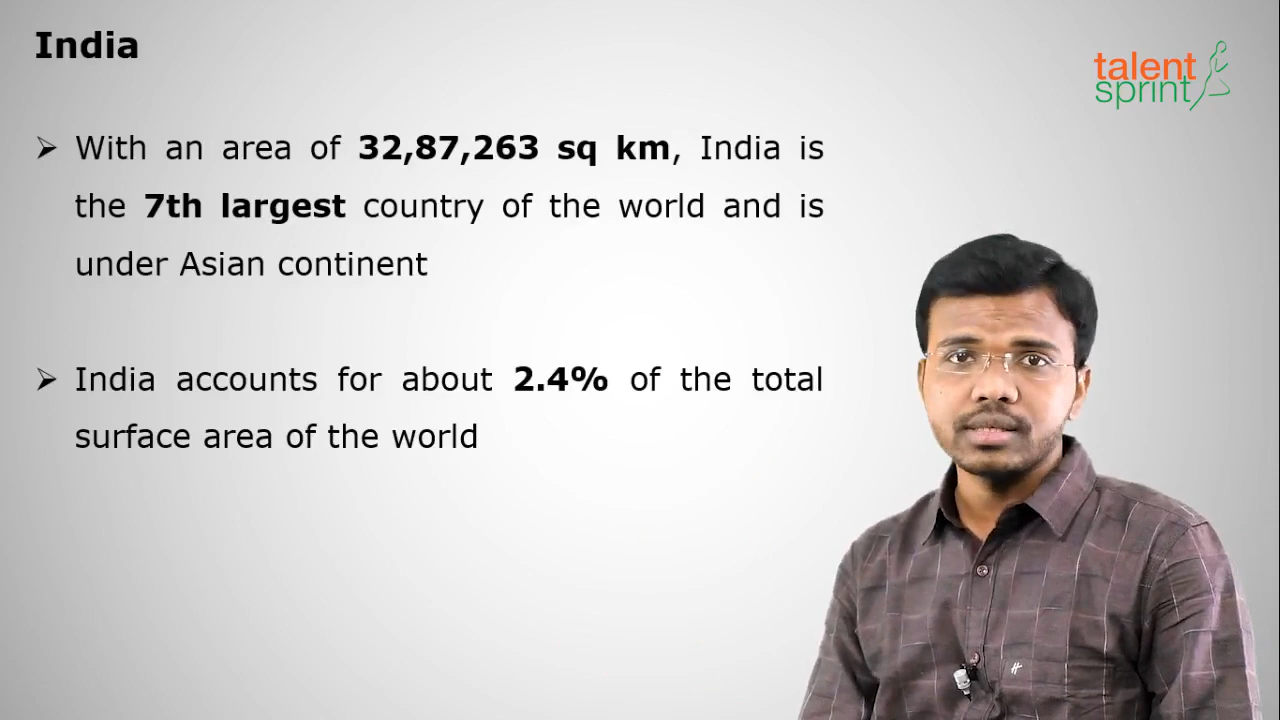 India
talent
sprint
➢ With an area of 32,87,263 sq km, India is
the 7th largest country of the world and is
under Asian continent
➢ India accounts for about 2.4% of the total
surface area of the world